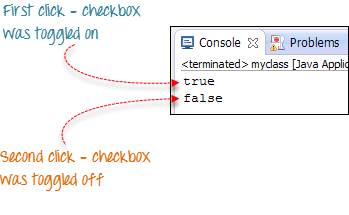 First click - checkbox
Was toggled on
Console
Problems
<terminated> myclass [Java Applic
true
false
Second click - checkbox
Was toggled off